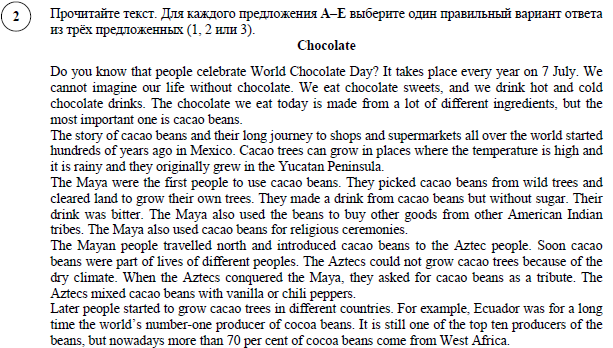 2
Прочитайте текст. Для каждого предложения А–Е выберите один правильный вариант ответа
из трёх предложенных (1, 2 или 3).
Chocolate
Do you know that people celebrate World Chocolate Day? It takes place every year on 7 July. We
cannot imagine our life without chocolate. We eat chocolate sweets, and we drink hot and cold
chocolate drinks. The chocolate we eat today is made from a lot of different ingredients, but the
most important one is cacao beans.
The story of cacao beans and their long journey to shops and supermarkets all over the world started
hundreds of years ago in Mexico. Cacao trees can grow in places where the temperature is high and
it is rainy and they originally grew in the Yucatan Peninsula.
The Maya were the first people to use cacao beans. They picked cacao beans from wild trees and
cleared land to grow their own trees. They made a drink from cacao beans but without sugar. Their
drink was bitter. The Maya also used the beans to buy other goods from other American Indian
tribes. The Maya also used cacao beans for religious ceremonies.
The Mayan people travelled north and introduced cacao beans to the Aztec people. Soon cacao
beans were part of lives of different peoples. The Aztecs could not grow cacao trees because of the
dry climate. When the Aztecs conquered the Maya, they asked for cacao beans as a tribute. The
Aztecs mixed cacao beans with vanilla or chili peppers.
Later people started to grow cacao trees in different countries. For example, Ecuador was for a long
time the world’s number-one producer of cocoa beans. It is still one of the top ten producers of the
beans, but nowadays more than 70 per cent of cocoa beans come from West Africa.